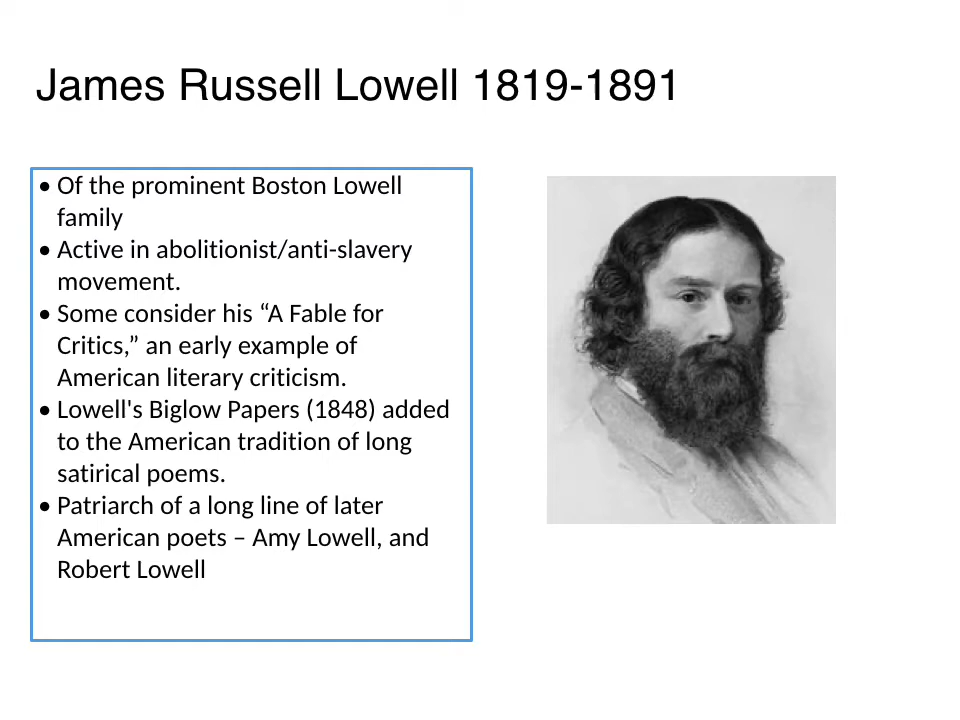 James Russell Lowell 1819-1891
• Of the prominent Boston Lowell
family
• Active in abolitionist/anti-slavery
movement.
• Some consider his “A Fable for
Critics,” an early example of
American literary criticism.
• Lowell's Biglow Papers (1848) added
to the American tradition of long
satirical poems.
• Patriarch of a long line of later
American poets – Amy Lowell, and
Robert Lowell